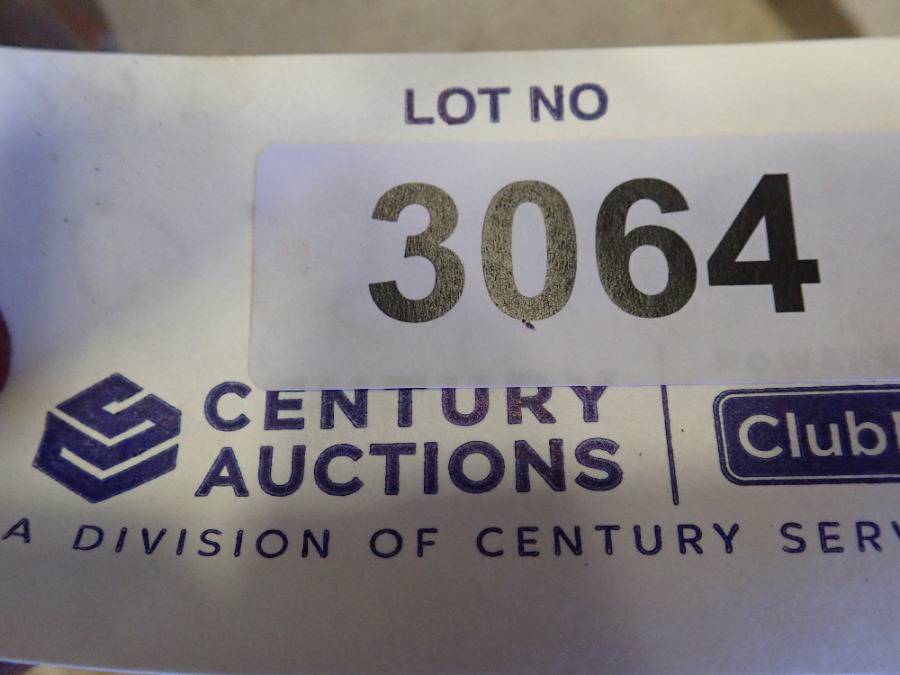 LOT NO
3064
CENTURY
AUCTIONS
Club
A DIVISION OF CENTURY SERV